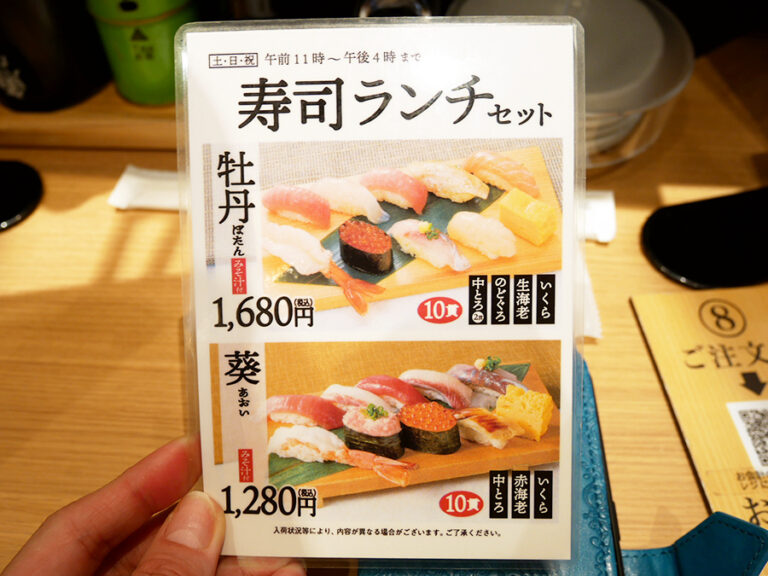 土・日・祝 午前11時～午後4時まで
寿司ランチセット
牡丹
ぼたん
みそ汁付
1,680円(税込)
10貫
いくら
生海老
のどぐろ
中とろ2貫
葵
あおい
みそ汁付
1,280円(税込)
10貫
いくら
赤海老
中とろ
入荷状況等により、内容が異なる場合がございます。ご了承ください。
⑧
ご注文